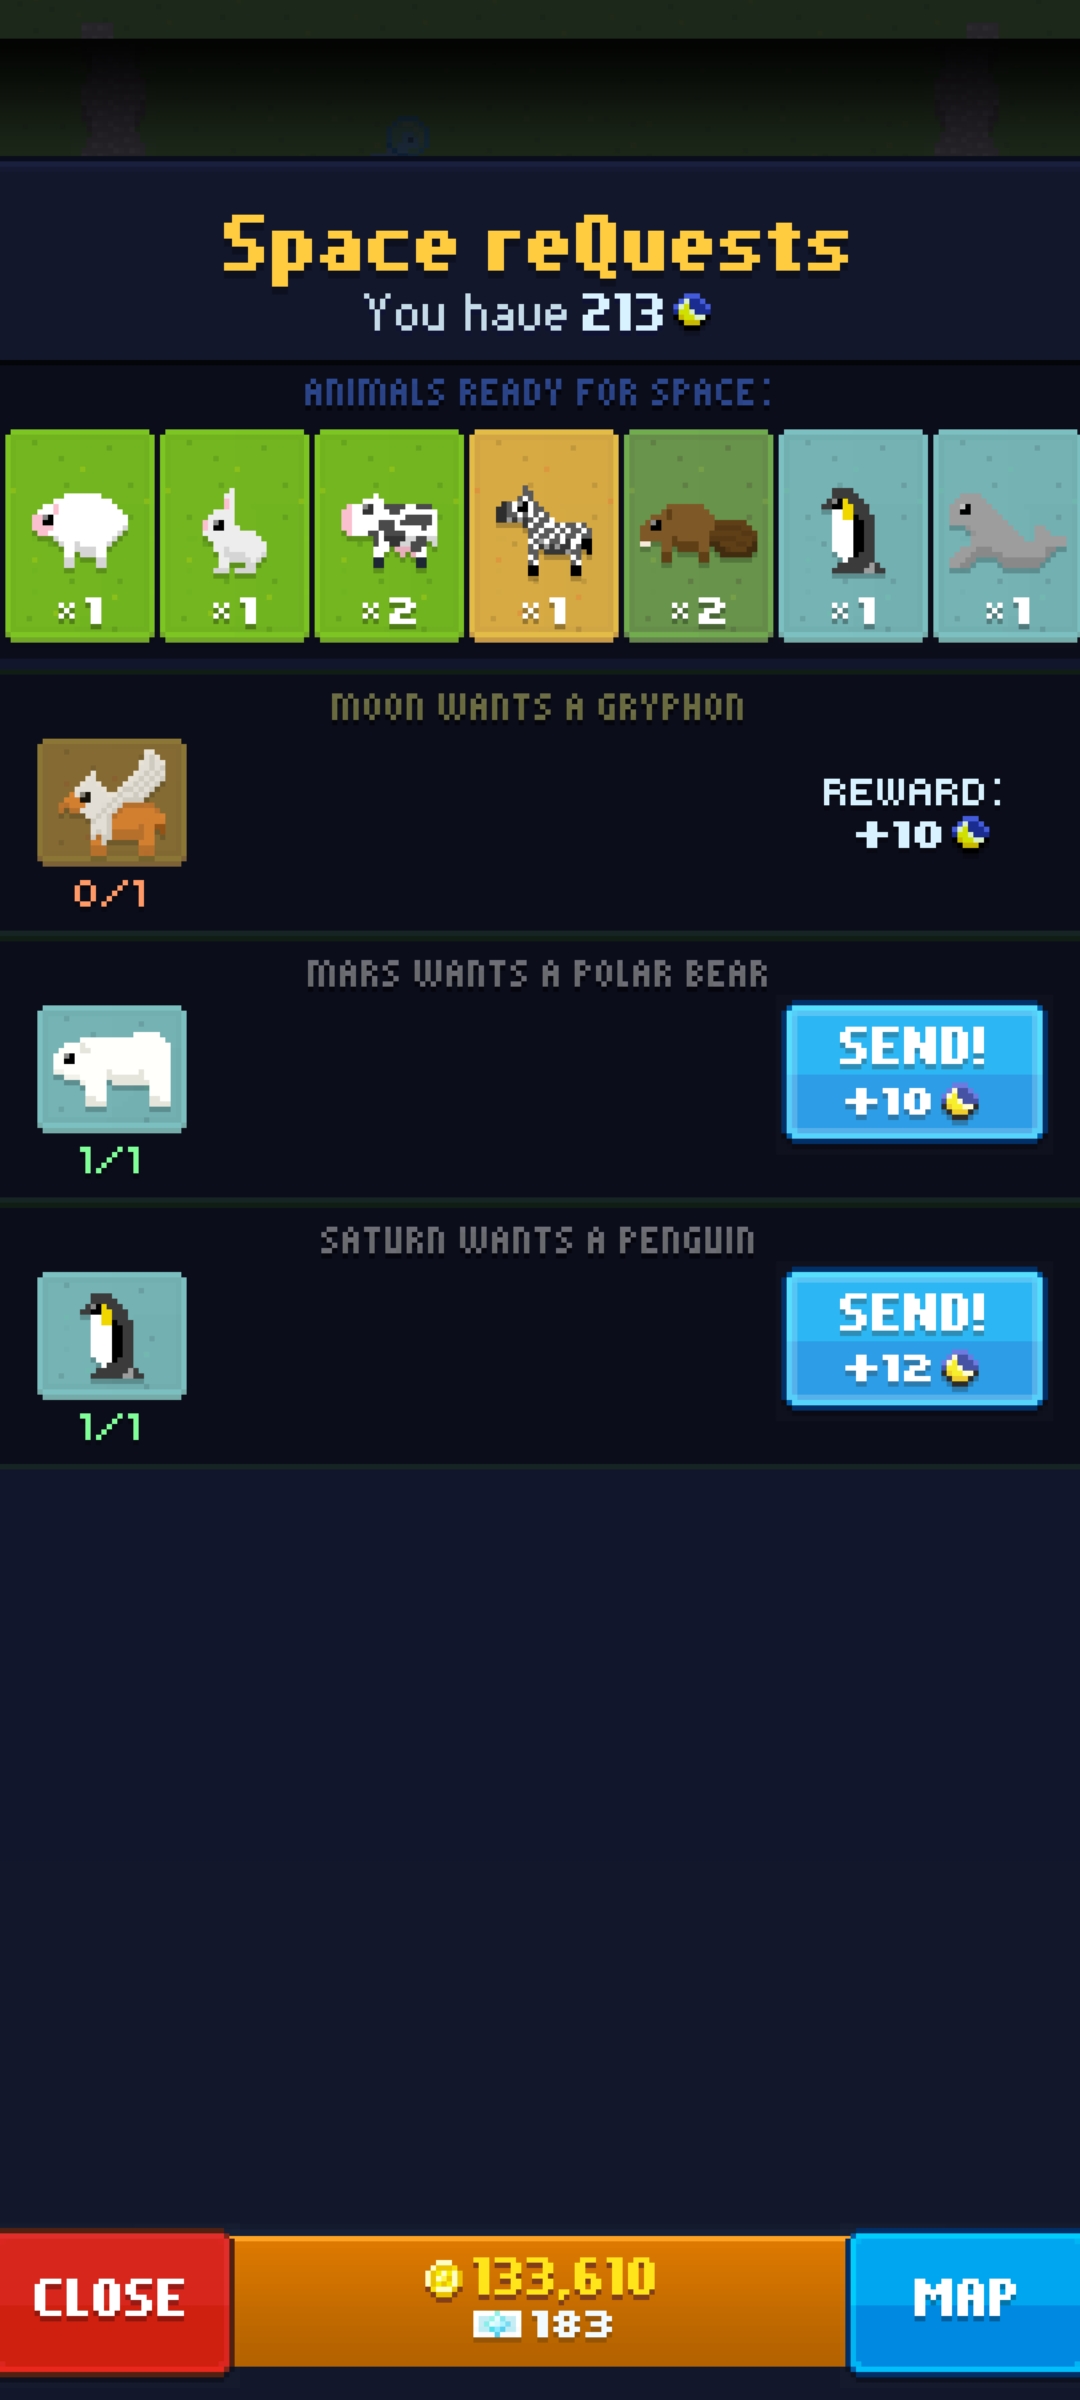 Space reQuests
You have 213
ANIMALS READY FOR SPACE:
×1 ×1 ×2 ×1 ×2 ×1 ×1
MOON WANTS A GRYPHON
REWARD:
+10
0/1
MARS WANTS A POLAR BEAR
SEND!
+10
1/1
SATURN WANTS A PENGUIN
SEND!
+12
1/1
CLOSE
133,610
183
MAP